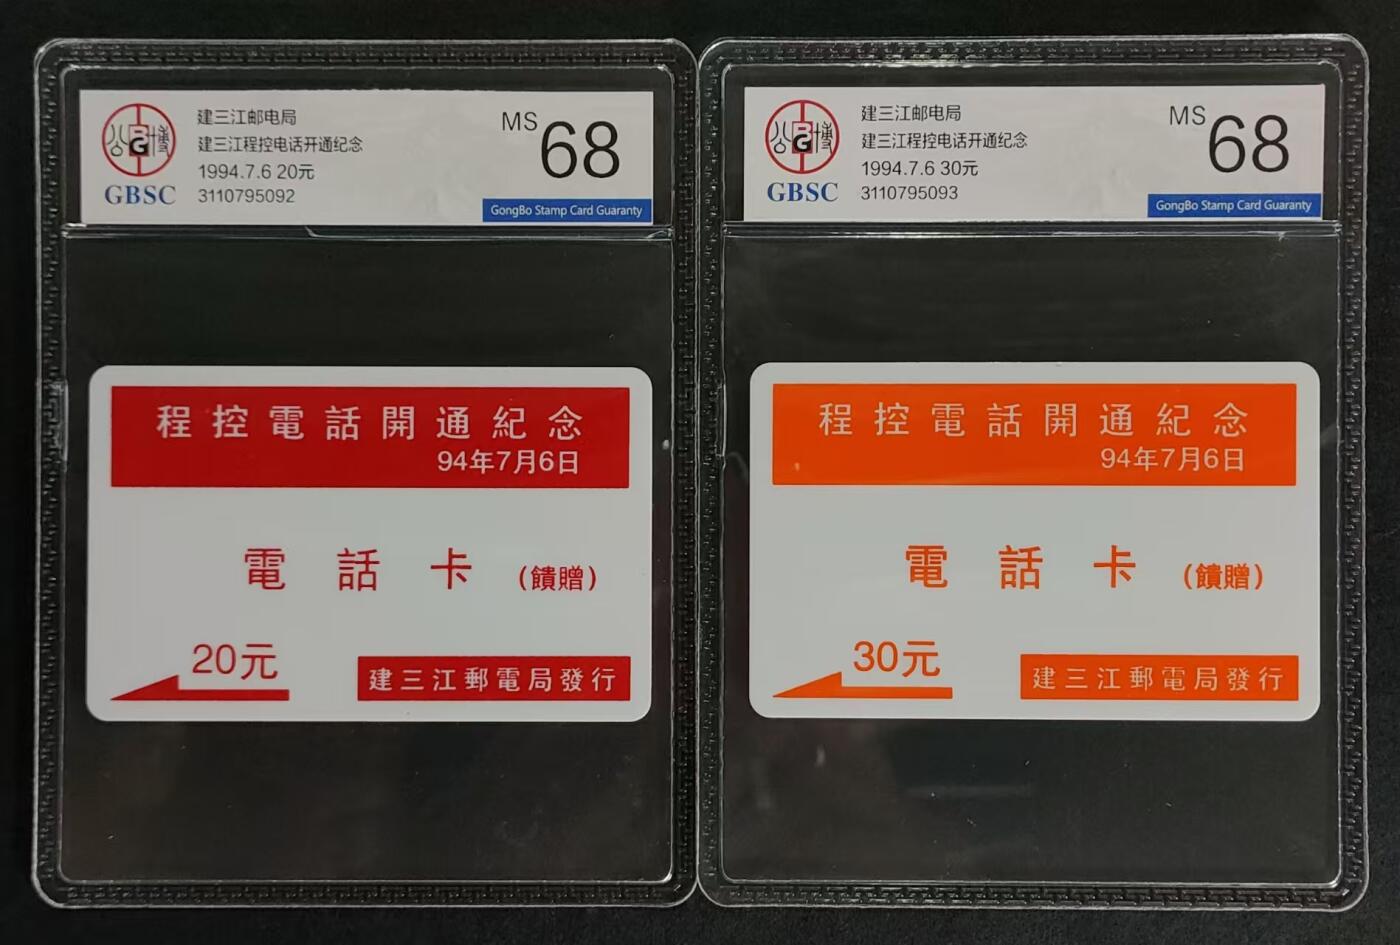 建三江邮电局
建三江程控电话开通纪念
1994.7.6 20元
3110795092
MS 68
公博
BG
GBSC
GongBo Stamp Card Guaranty
程控電話開通紀念
94年7月6日
電話卡(饋贈)
20元
建三江郵電局發行
建三江邮电局
建三江程控电话开通纪念
1994.7.6 30元
3110795093
MS 68
公博
BG
GBSC
GongBo Stamp Card Guaranty
程控電話開通紀念
94年7月6日
電話卡(饋贈)
30元
建三江郵電局發行